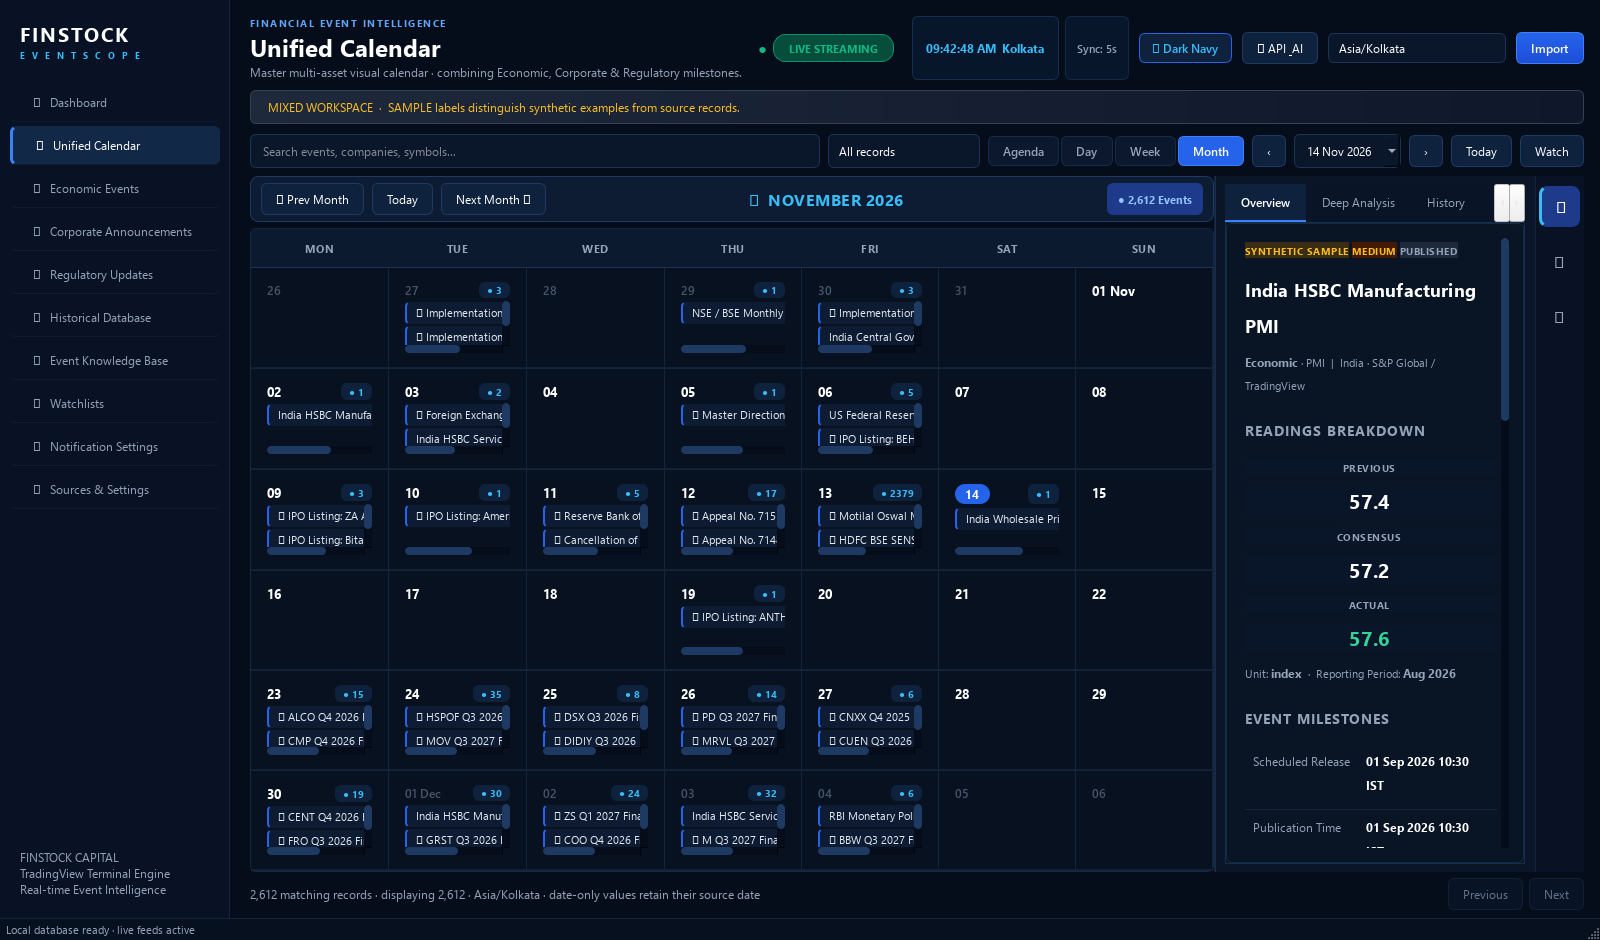 FINSTOCK
EVENTSCOPE
Dashboard
Unified Calendar
Economic Events
Corporate Announcements
Regulatory Updates
Historical Database
Event Knowledge Base
Watchlists
Notification Settings
Sources & Settings
FINSTOCK CAPITAL
TradingView Terminal Engine
Real-time Event Intelligence
FINANCIAL EVENT INTELLIGENCE
Unified Calendar
Master multi-asset visual calendar · combining Economic, Corporate & Regulatory milestones.
● LIVE STREAMING
09:42:48 AM Kolkata
Sync: 5s
Dark Navy
API_AI
Asia/Kolkata
Import
MIXED WORKSPACE · SAMPLE labels distinguish synthetic examples from source records.
Search events, companies, symbols...
All records
Agenda Day Week Month
‹ 14 Nov 2026 › Today Watch
Prev Month Today Next Month
NOVEMBER 2026
● 2,612 Events
MON TUE WED THU FRI SAT SUN
26 27 ● 3 28 29 ● 1 30 ● 3 31 01 Nov
Implementation NSE / BSE Monthly Implementation
Implementation India Central Gov
02 ● 1 03 ● 2 04 05 ● 1 06 ● 5 07 08
India HSBC Manufa Foreign Exchang Master Direction US Federal Reser
India HSBC Servic IPO Listing: BEH
09 ● 3 10 ● 1 11 ● 5 12 ● 17 13 ● 2379 14 ● 1 15
IPO Listing: ZA A IPO Listing: Amer Reserve Bank of Appeal No. 715 Motilal Oswal M India Wholesale Pri
IPO Listing: Bita Cancellation of Appeal No. 714 HDFC BSE SENS
16 17 18 19 ● 1 20 21 22
IPO Listing: ANTH
23 ● 15 24 ● 35 25 ● 8 26 ● 14 27 ● 6 28 29
ALCO Q4 2026 HSPOF Q3 2026 DSX Q3 2026 Fi PD Q3 2027 Fin CNXX Q4 2025
CMP Q4 2026 F MOV Q3 2027 F DIDIY Q3 2026 MRVL Q3 2027 CUEN Q3 2026
30 ● 19 01 Dec ● 30 02 ● 24 03 ● 32 04 ● 6 05 06
CENT Q4 2026 India HSBC Manu ZS Q1 2027 Fina India HSBC Servic RBI Monetary Pol
FRO Q3 2026 Fi GRST Q3 2026 COO Q4 2026 F M Q3 2027 Fina BBW Q3 2027 F
2,612 matching records · displaying 2,612 · Asia/Kolkata · date-only values retain their source date
Previous Next
Overview Deep Analysis History
SYNTHETIC SAMPLE MEDIUM PUBLISHED
India HSBC Manufacturing
PMI
Economic · PMI | India · S&P Global /
TradingView
READINGS BREAKDOWN
PREVIOUS
57.4
CONSENSUS
57.2
ACTUAL
57.6
Unit: index · Reporting Period: Aug 2026
EVENT MILESTONES
Scheduled Release 01 Sep 2026 10:30
IST
Publication Time 01 Sep 2026 10:30
Local database ready · live feeds active